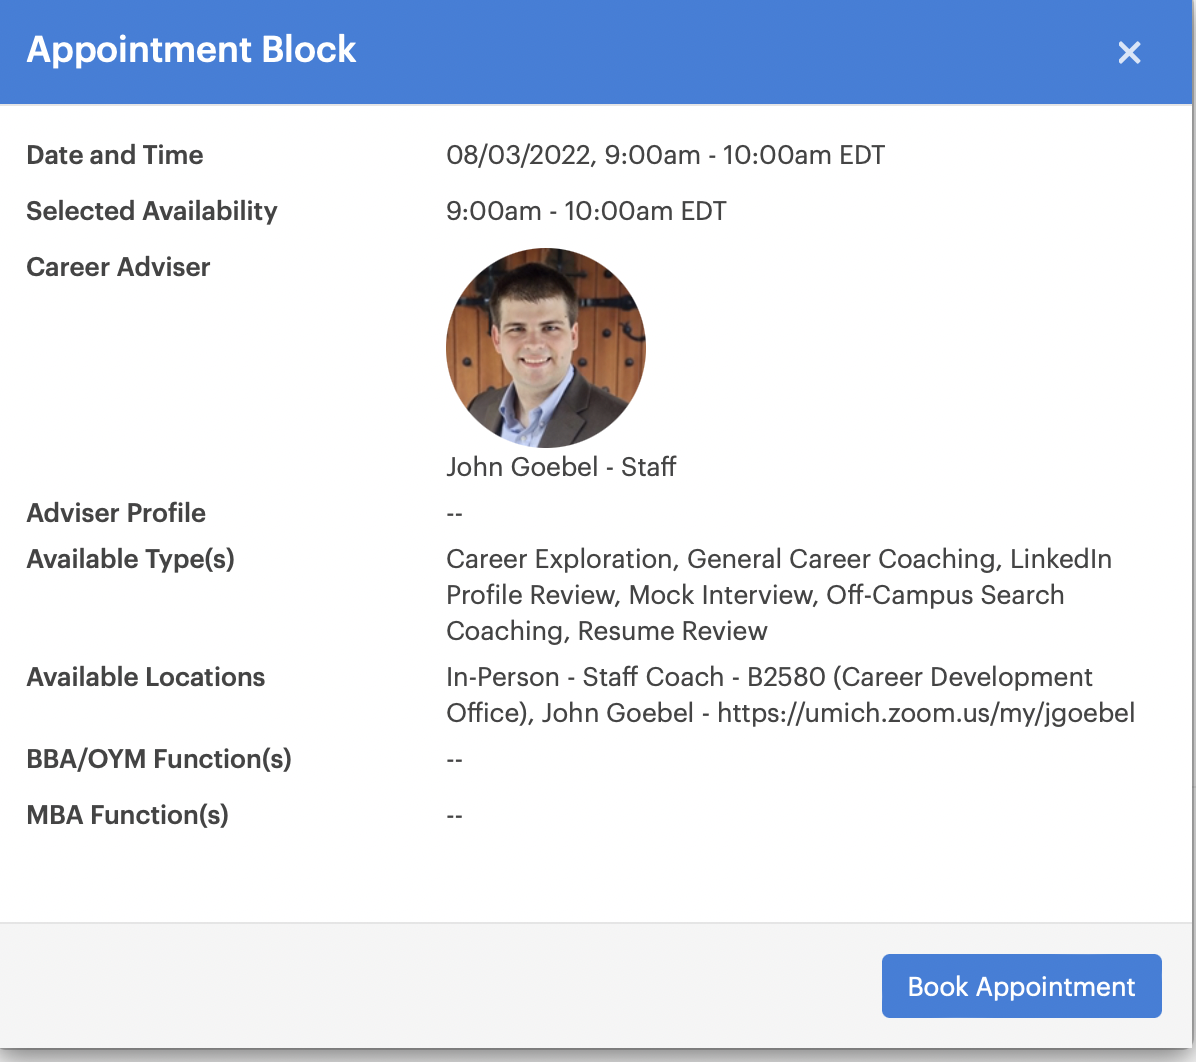 Appointment Block
Date and Time 08/03/2022, 9:00am - 10:00am EDT
Selected Availability 9:00am - 10:00am EDT
Career Adviser
John Goebel - Staff
Adviser Profile --
Available Type(s) Career Exploration, General Career Coaching, LinkedIn
Profile Review, Mock Interview, Off-Campus Search
Coaching, Resume Review
Available Locations In-Person - Staff Coach - B2580 (Career Development
Office), John Goebel - https://umich.zoom.us/my/jgoebel
BBA/OYM Function(s) --
MBA Function(s) --
Book Appointment